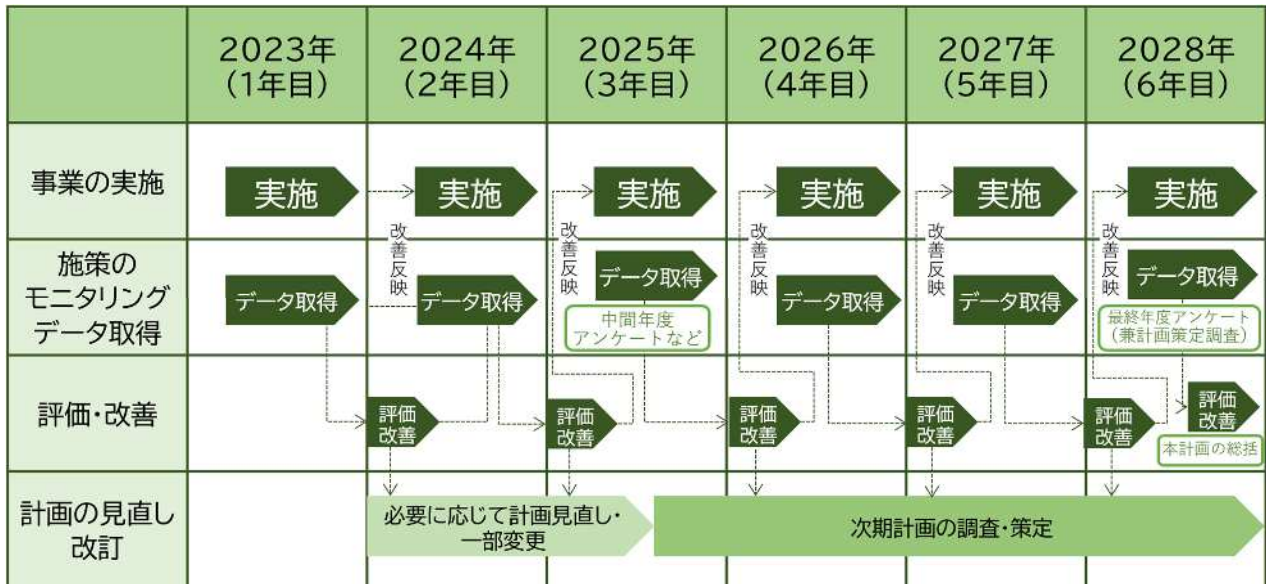 2023年
(1年目)
2024年
(2年目)
2025年
(3年目)
2026年
(4年目)
2027年
(5年目)
2028年
(6年目)
事業の実施
実施
実施
実施
実施
実施
実施
改善反映
改善反映
改善反映
改善反映
改善反映
施策の
モニタリング
データ取得
データ取得
データ取得
データ取得
データ取得
データ取得
データ取得
中間年度
アンケートなど
最終年度アンケート
(兼計画策定調査)
評価・改善
評価
改善
評価
改善
評価
改善
評価
改善
評価
改善
評価
改善
本計画の総括
計画の見直し
改訂
必要に応じて計画見直し・
一部変更
次期計画の調査・策定